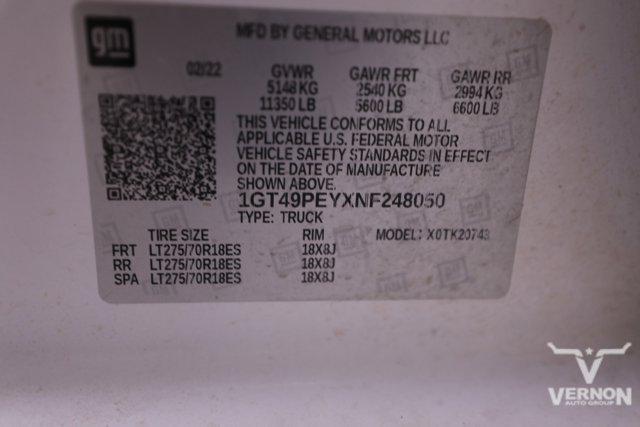 gm
MFD BY GENERAL MOTORS LLC
02/22 GVWR GAWR FRT GAWR RR
5148 KG 2540 KG 2994 KG
11350 LB 5600 LB 6600 LB
THIS VEHICLE CONFORMS TO ALL
APPLICABLE U.S. FEDERAL MOTOR
VEHICLE SAFETY STANDARDS IN EFFECT
ON THE DATE OF MANUFACTURE
SHOWN ABOVE.
1GT49PEYXNF248050
TYPE: TRUCK
TIRE SIZE RIM MODEL: X0TK20743
FRT LT275/70R18ES 18X8J
RR LT275/70R18ES 18X8J
SPA LT275/70R18ES 18X8J
VERNON
AUTO GROUP